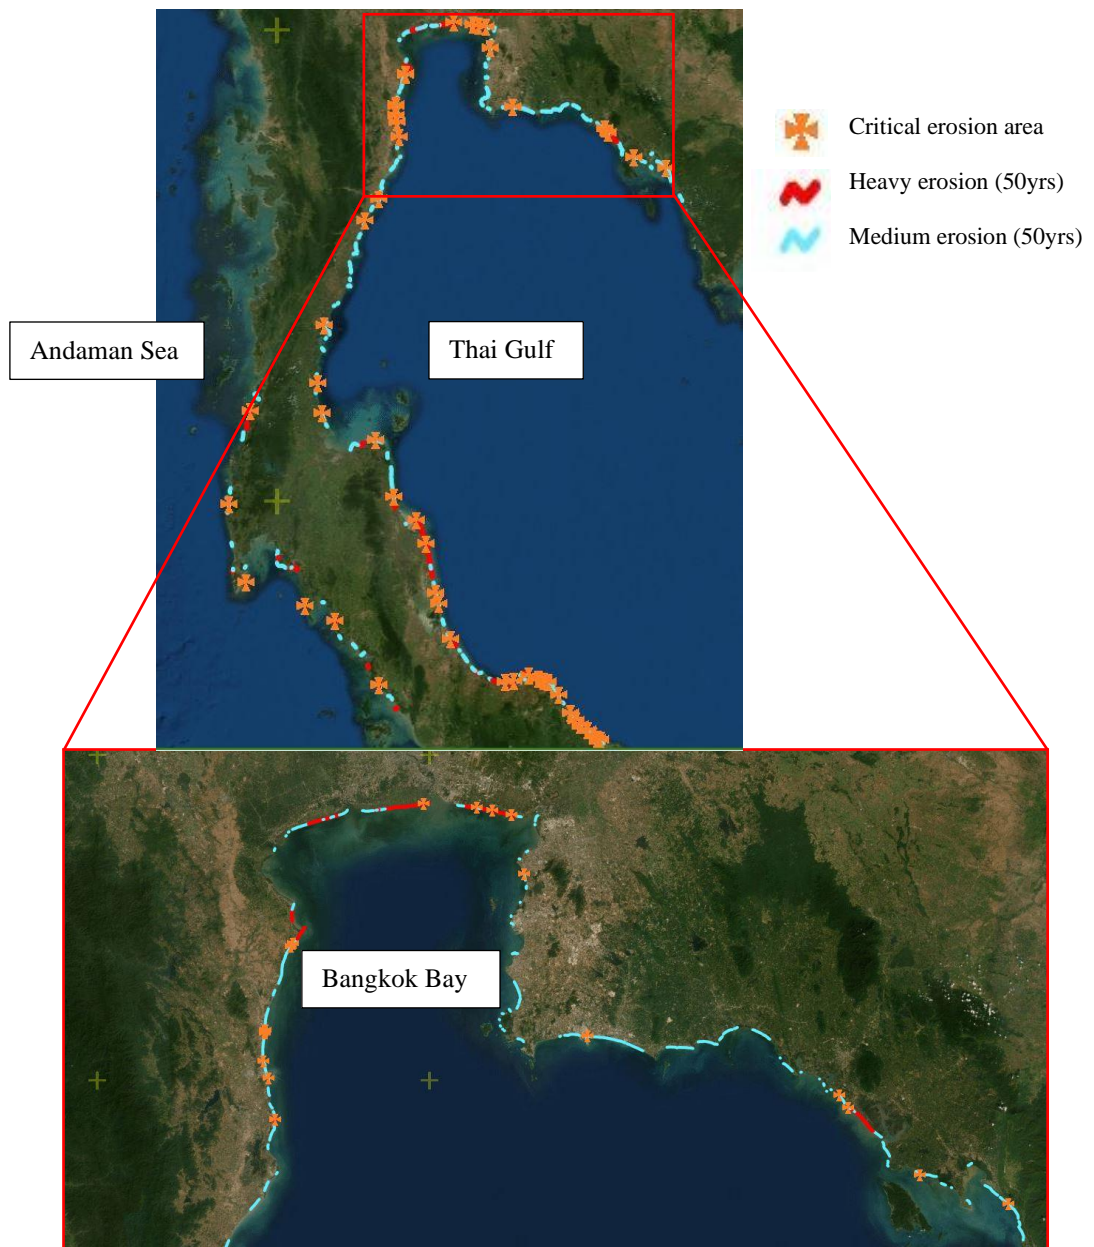 Critical erosion area
Heavy erosion (50yrs)
Medium erosion (50yrs)
Andaman Sea
Thai Gulf
Bangkok Bay